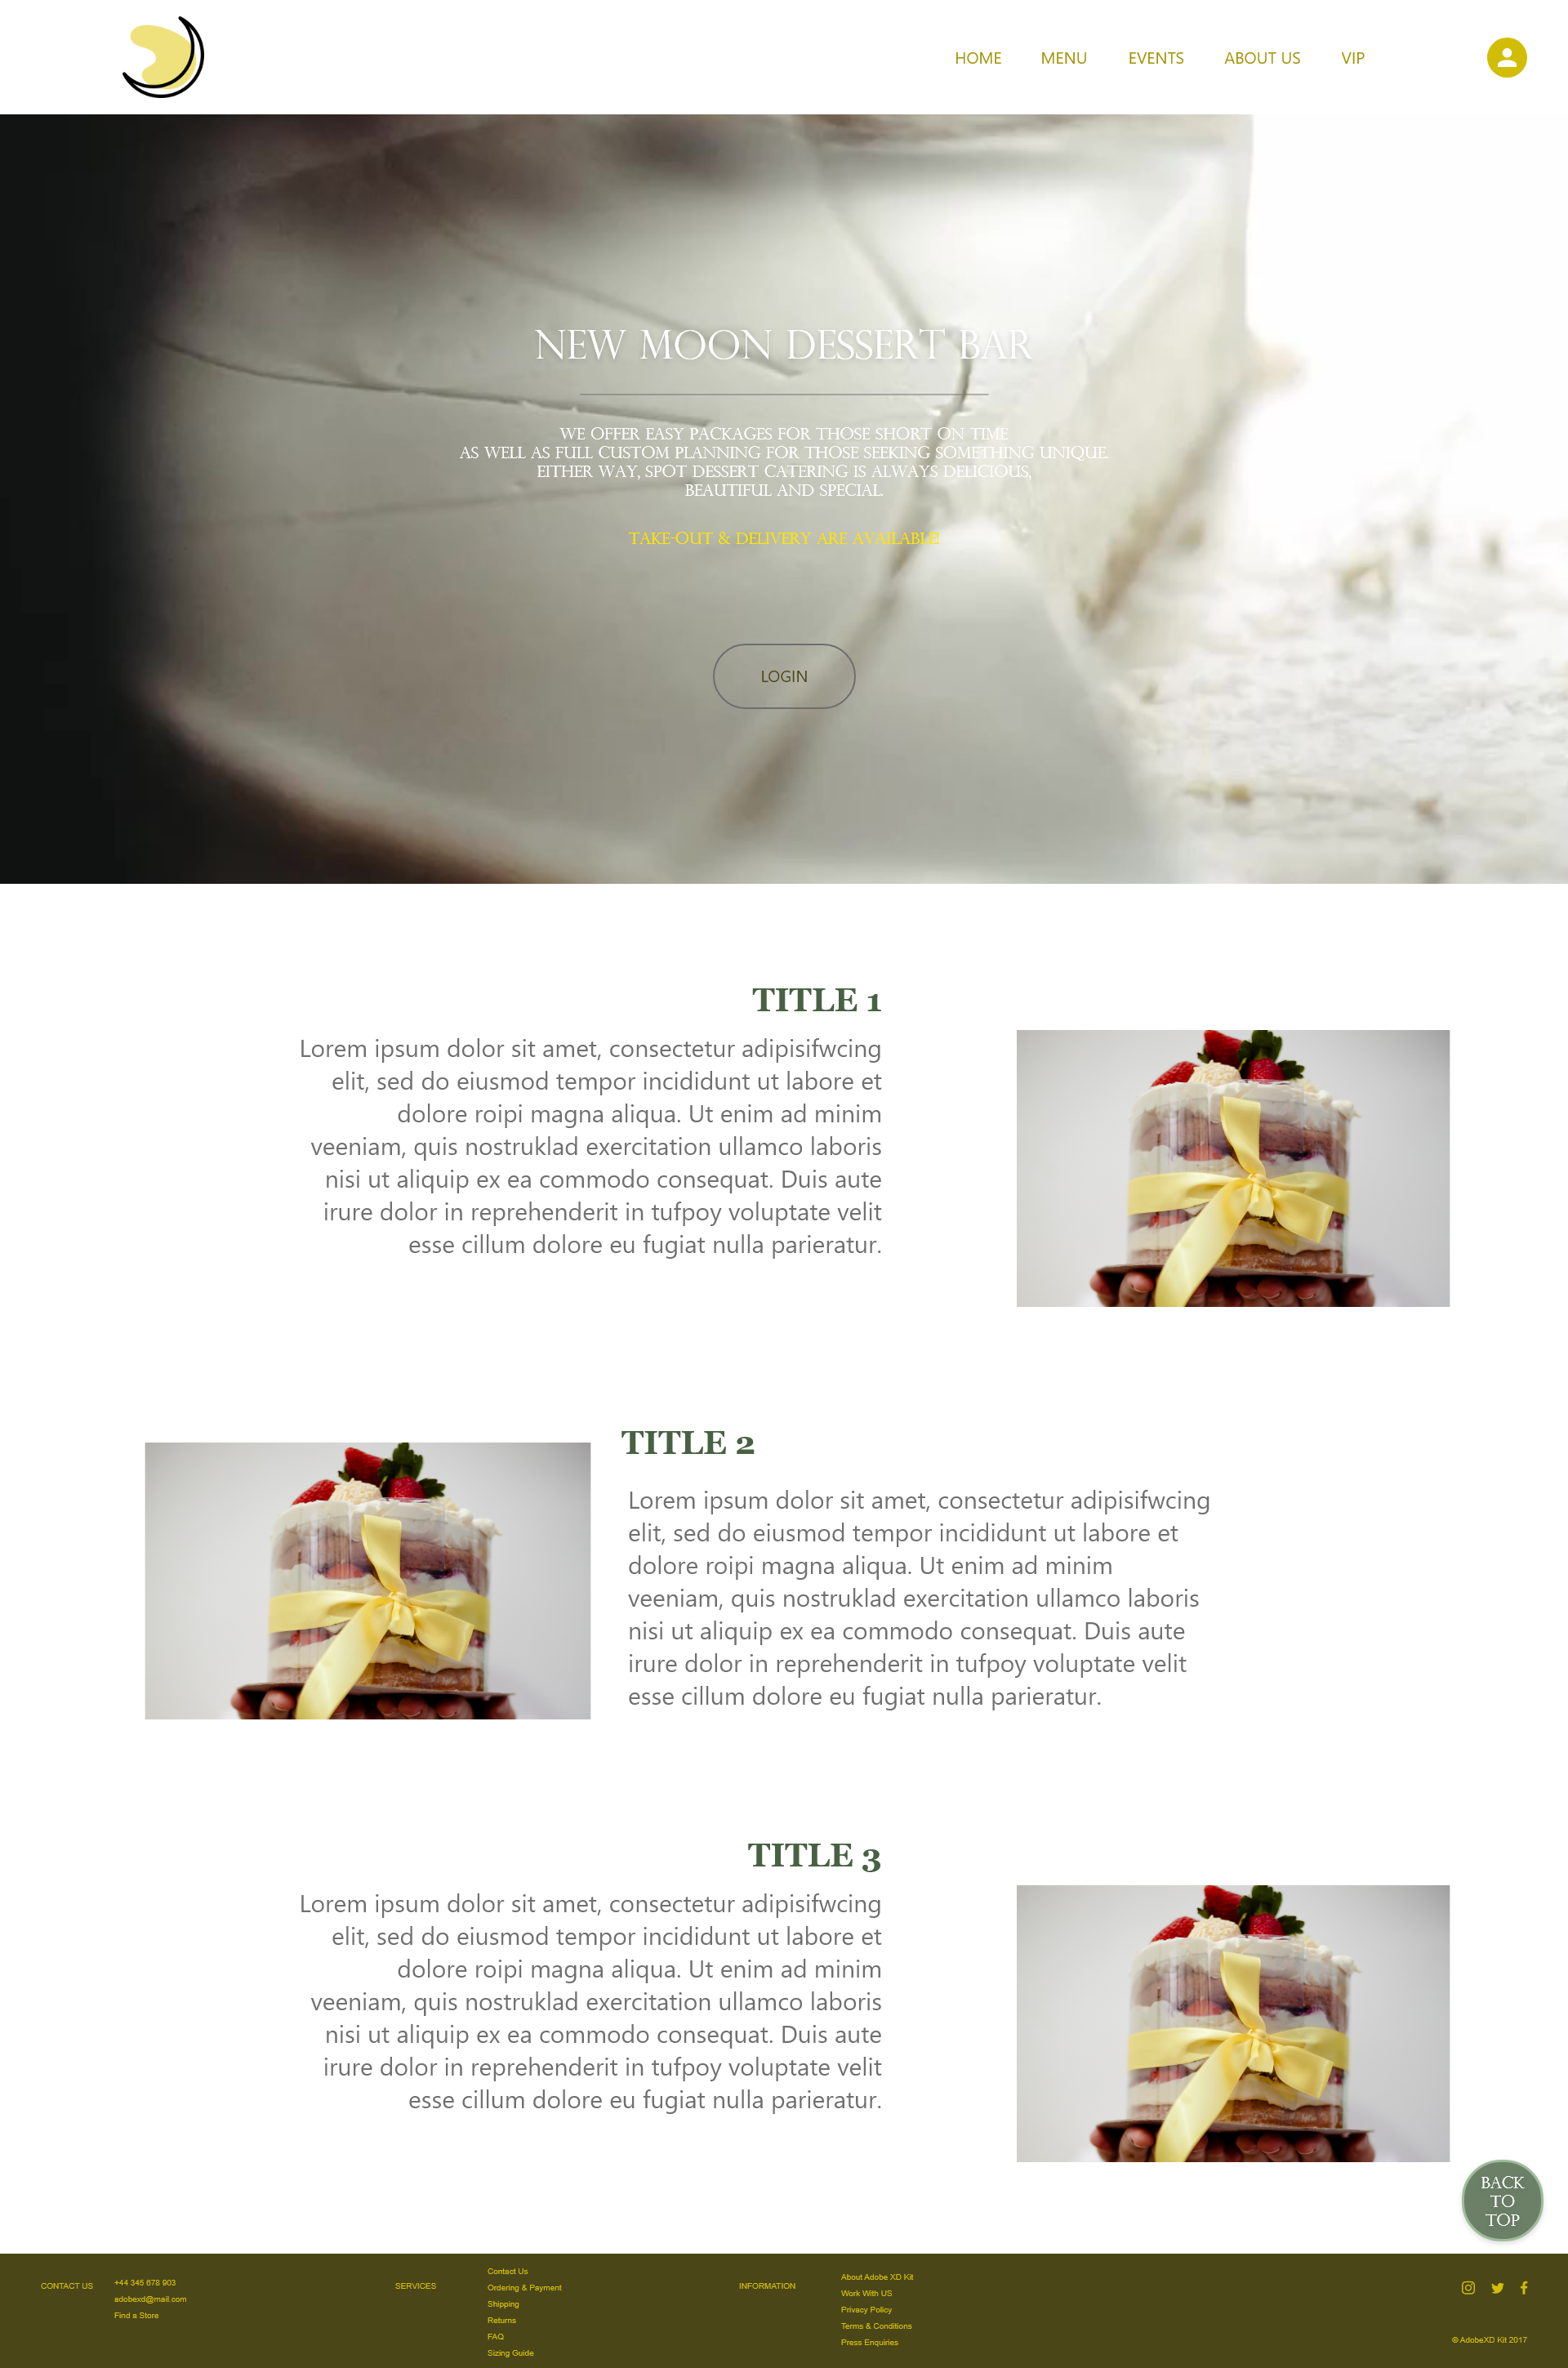 HOME MENU EVENTS ABOUT US VIP
NEW MOON DESSERT BAR
WE OFFER EASY PACKAGES FOR THOSE SHORT ON TIME
AS WELL AS FULL CUSTOM PLANNING FOR THOSE SEEKING SOMETHING UNIQUE.
EITHER WAY, SPOT DESSERT CATERING IS ALWAYS DELICIOUS,
BEAUTIFUL AND SPECIAL.
TAKE-OUT & DELIVERY ARE AVAILABLE!
LOGIN
TITLE 1
Lorem ipsum dolor sit amet, consectetur adipisifwcing
elit, sed do eiusmod tempor incididunt ut labore et
dolore roipi magna aliqua. Ut enim ad minim
veeniam, quis nostruklad exercitation ullamco laboris
nisi ut aliquip ex ea commodo consequat. Duis aute
irure dolor in reprehenderit in tufpoy voluptate velit
esse cillum dolore eu fugiat nulla parieratur.
TITLE 2
Lorem ipsum dolor sit amet, consectetur adipisifwcing
elit, sed do eiusmod tempor incididunt ut labore et
dolore roipi magna aliqua. Ut enim ad minim
veeniam, quis nostruklad exercitation ullamco laboris
nisi ut aliquip ex ea commodo consequat. Duis aute
irure dolor in reprehenderit in tufpoy voluptate velit
esse cillum dolore eu fugiat nulla parieratur.
TITLE 3
Lorem ipsum dolor sit amet, consectetur adipisifwcing
elit, sed do eiusmod tempor incididunt ut labore et
dolore roipi magna aliqua. Ut enim ad minim
veeniam, quis nostruklad exercitation ullamco laboris
nisi ut aliquip ex ea commodo consequat. Duis aute
irure dolor in reprehenderit in tufpoy voluptate velit
esse cillum dolore eu fugiat nulla parieratur.
BACK
TO
TOP
CONTACT US
+44 345 678 903
adobexd@mail.com
Find a Store
SERVICES
Contact Us
Ordering & Payment
Shipping
Returns
FAQ
Sizing Guide
INFORMATION
About Adobe XD Kit
Work With US
Privacy Policy
Terms & Conditions
Press Enquiries
© AdobeXD Kit 2017